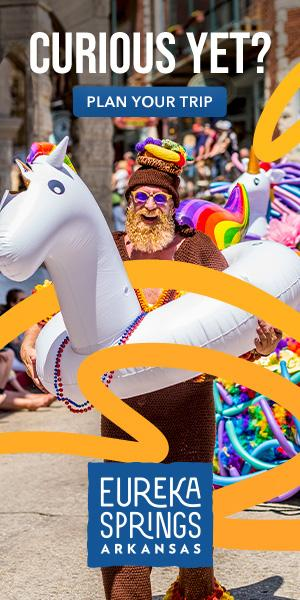 CURIOUS YET?
PLAN YOUR TRIP
EUREKA
SPRINGS
ARKANSAS